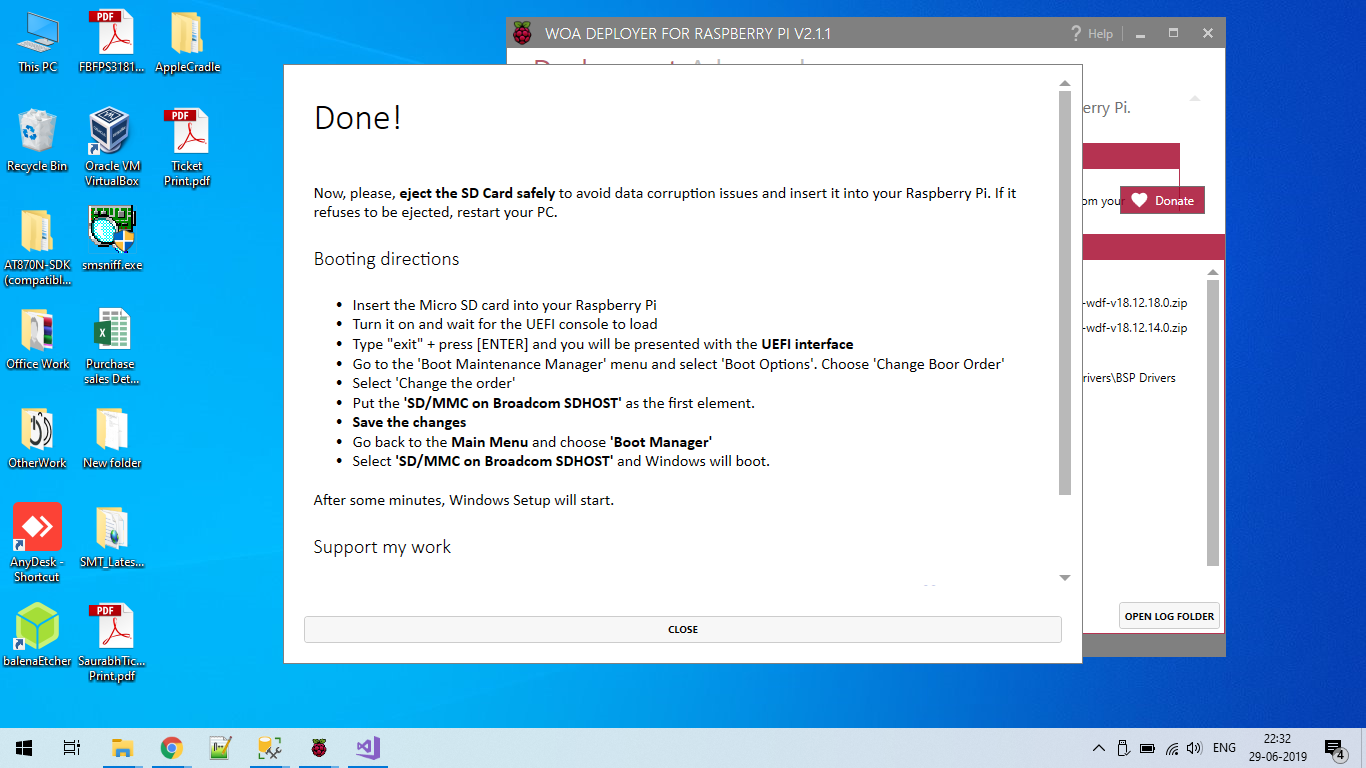 This PC
FBFPS3181...
AppleCradle
Recycle Bin
Oracle VM
VirtualBox
Ticket
Print.pdf
AT870N-SDK
(compatibl...
smsniff.exe
Office Work
Purchase
sales Det...
OtherWork
New folder
AnyDesk -
Shortcut
SMT_Lates...
balenaEtcher
SaurabhTic...
Print.pdf
PDF
PDF
PDF
WOA DEPLOYER FOR RASPBERRY PI V2.1.1
? Help
Done!
Now, please, eject the SD Card safely to avoid data corruption issues and insert it into your Raspberry Pi. If it
refuses to be ejected, restart your PC.
Booting directions
• Insert the Micro SD card into your Raspberry Pi
• Turn it on and wait for the UEFI console to load
• Type "exit" + press [ENTER] and you will be presented with the UEFI interface
• Go to the 'Boot Maintenance Manager' menu and select 'Boot Options'. Choose 'Change Boor Order'
• Select 'Change the order'
• Put the 'SD/MMC on Broadcom SDHOST' as the first element.
• Save the changes
• Go back to the Main Menu and choose 'Boot Manager'
• Select 'SD/MMC on Broadcom SDHOST' and Windows will boot.
After some minutes, Windows Setup will start.
Support my work
CLOSE
erry Pi.
om your
Donate
-wdf-v18.12.18.0.zip
-wdf-v18.12.14.0.zip
rivers\BSP Drivers
OPEN LOG FOLDER
ENG
22:32
29-06-2019
4